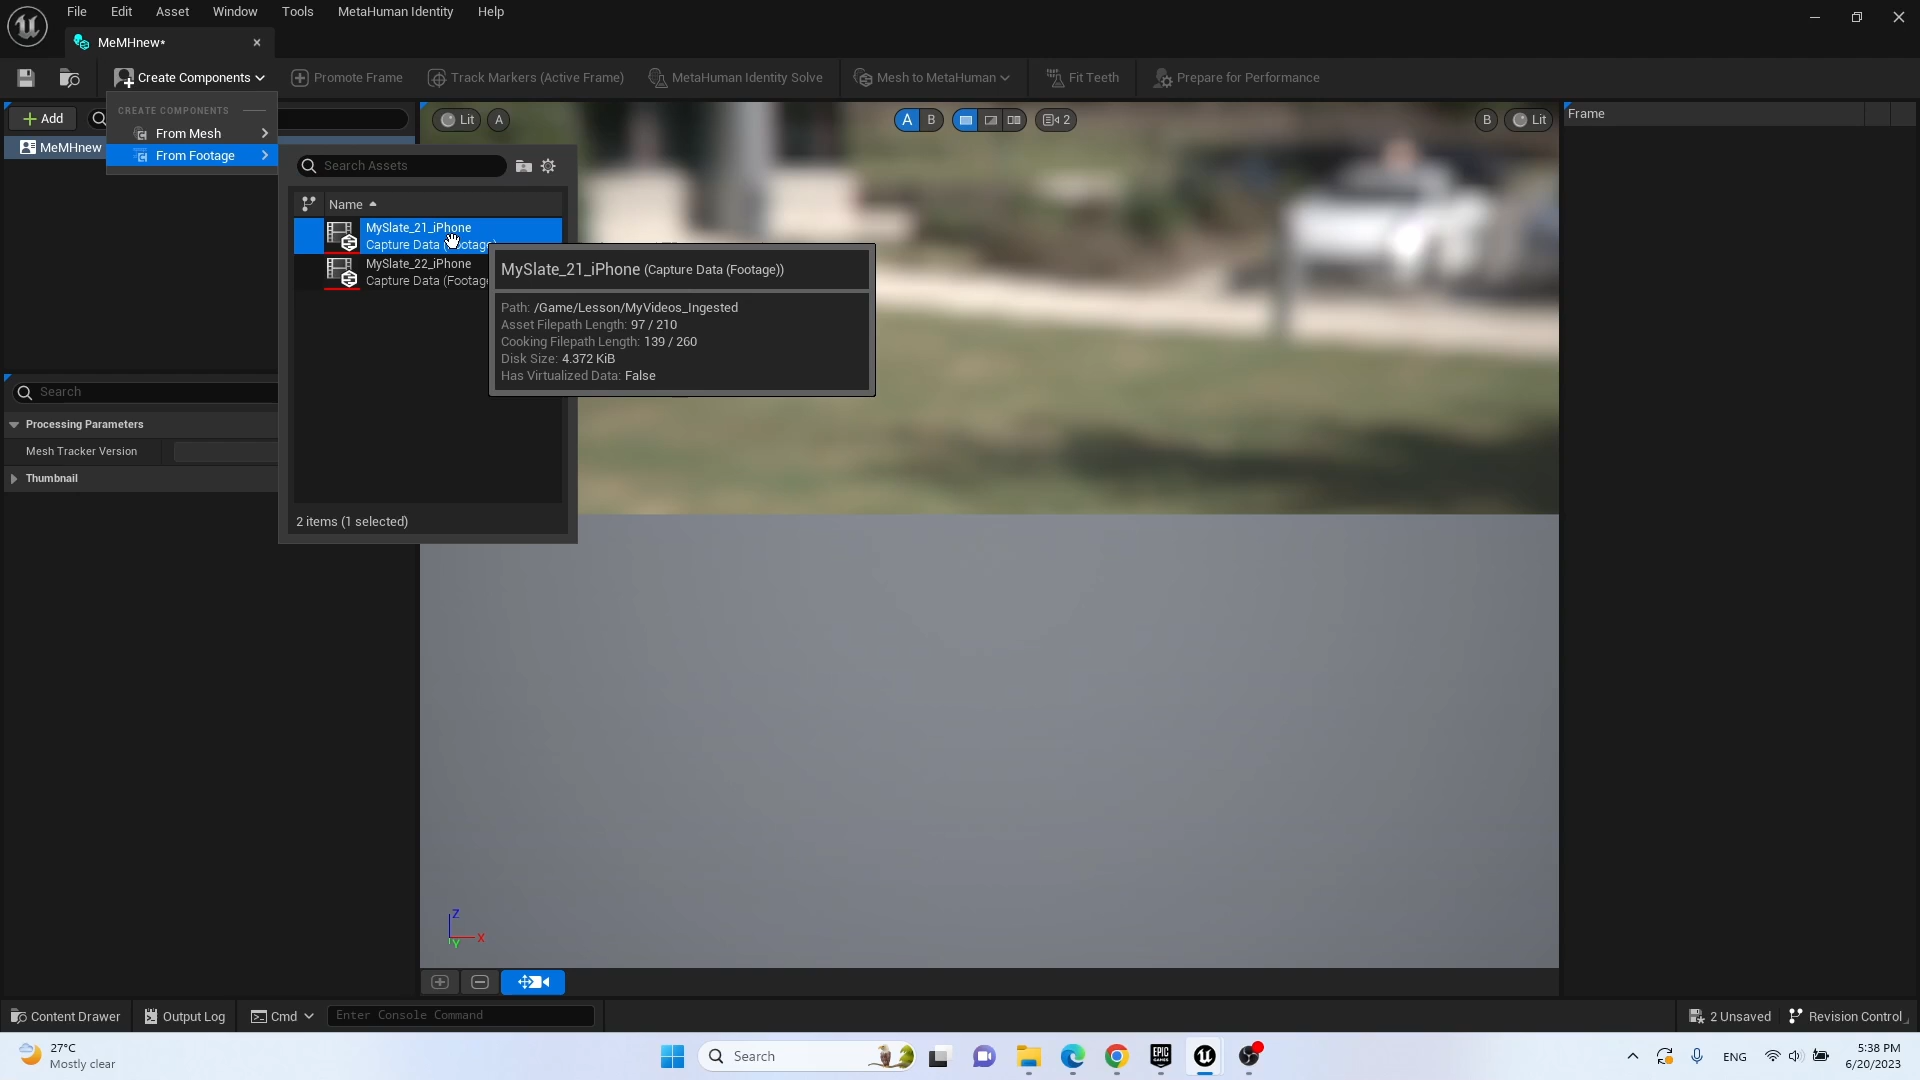 File Edit Asset Window Tools MetaHuman Identity Help
MeMHnew*
Create Components Promote Frame Track Markers (Active Frame) MetaHuman Identity Solve Mesh to MetaHuman Fit Teeth Prepare for Performance
CREATE COMPONENTS
Add
From Mesh
MeMHnew
From Footage
Lit A A B 2 B Lit
Frame
Search Assets
Name
MySlate_21_iPhone
Capture Data (Footage)
MySlate_22_iPhone
Capture Data (Footage
2 items (1 selected)
MySlate_21_iPhone (Capture Data (Footage))
Path: /Game/Lesson/MyVideos_Ingested
Asset Filepath Length: 97 / 210
Cooking Filepath Length: 139 / 260
Disk Size: 4.372 KiB
Has Virtualized Data: False
Search
Processing Parameters
Mesh Tracker Version
Thumbnail
Z
X
Y
Content Drawer Output Log Cmd Enter Console Command 2 Unsaved Revision Control
27°C
Mostly clear
Search
EPIC GAMES
ENG
5:38 PM
6/20/2023